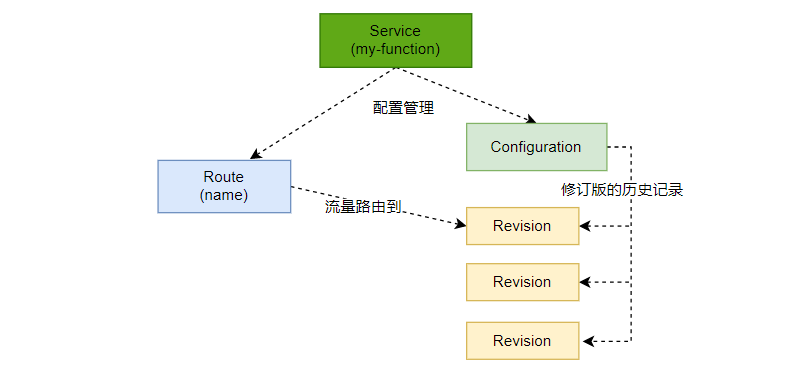 Service
(my-function)
配置管理
Configuration
Route
(name)
修订版的历史记录
流量路由到
Revision
Revision
Revision